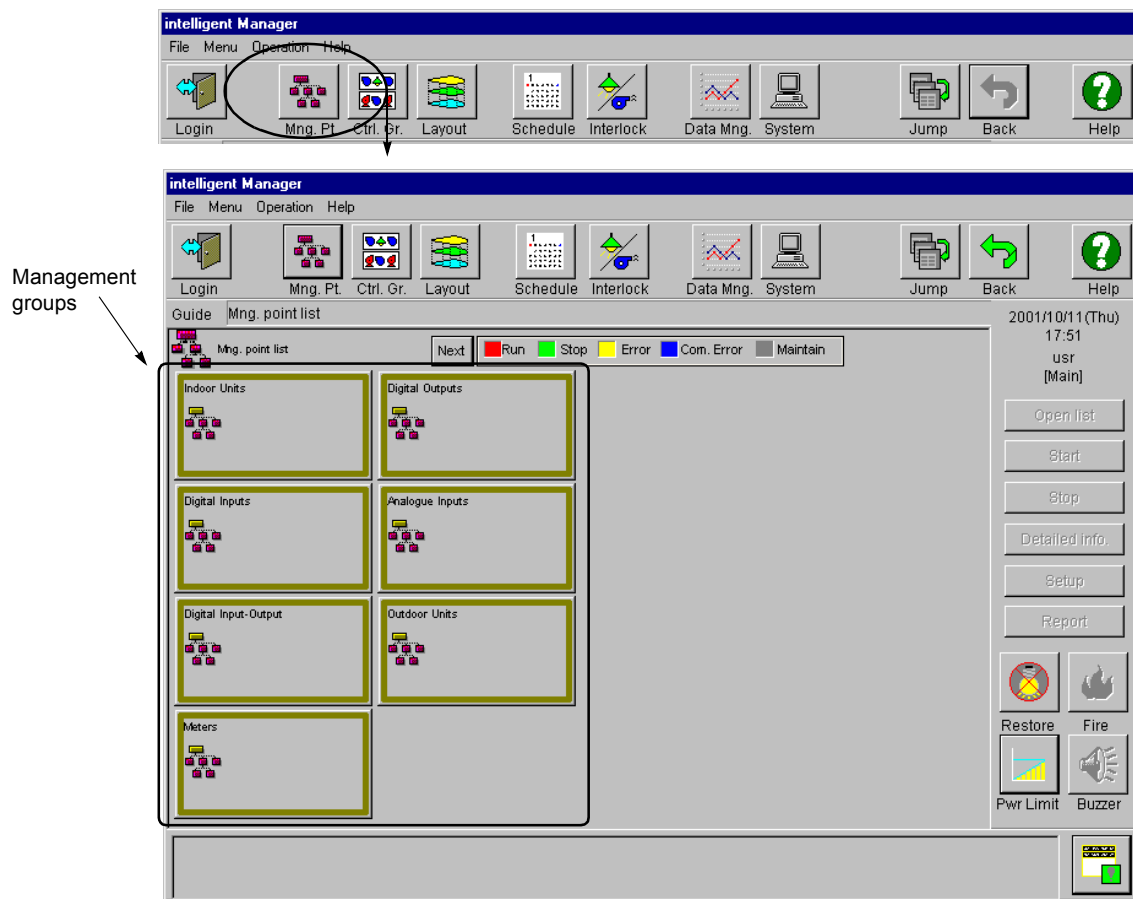 intelligent Manager
File Menu Operation Help
Login Mng. Pt. Ctrl. Gr. Layout Schedule Interlock Data Mng. System Jump Back Help
intelligent Manager
File Menu Operation Help
Login Mng. Pt. Ctrl. Gr. Layout Schedule Interlock Data Mng. System Jump Back Help
Management
groups
Guide Mng. point list
Mng. point list Next Run Stop Error Com. Error Maintain
2001/10/11(Thu)
17:51
usr
[Main]
Indoor Units Digital Outputs
Digital Inputs Analogue Inputs
Digital Input-Output Outdoor Units
Meters
Open list
Start
Stop
Detailed info.
Setup
Report
Restore Fire
Pwr Limit Buzzer